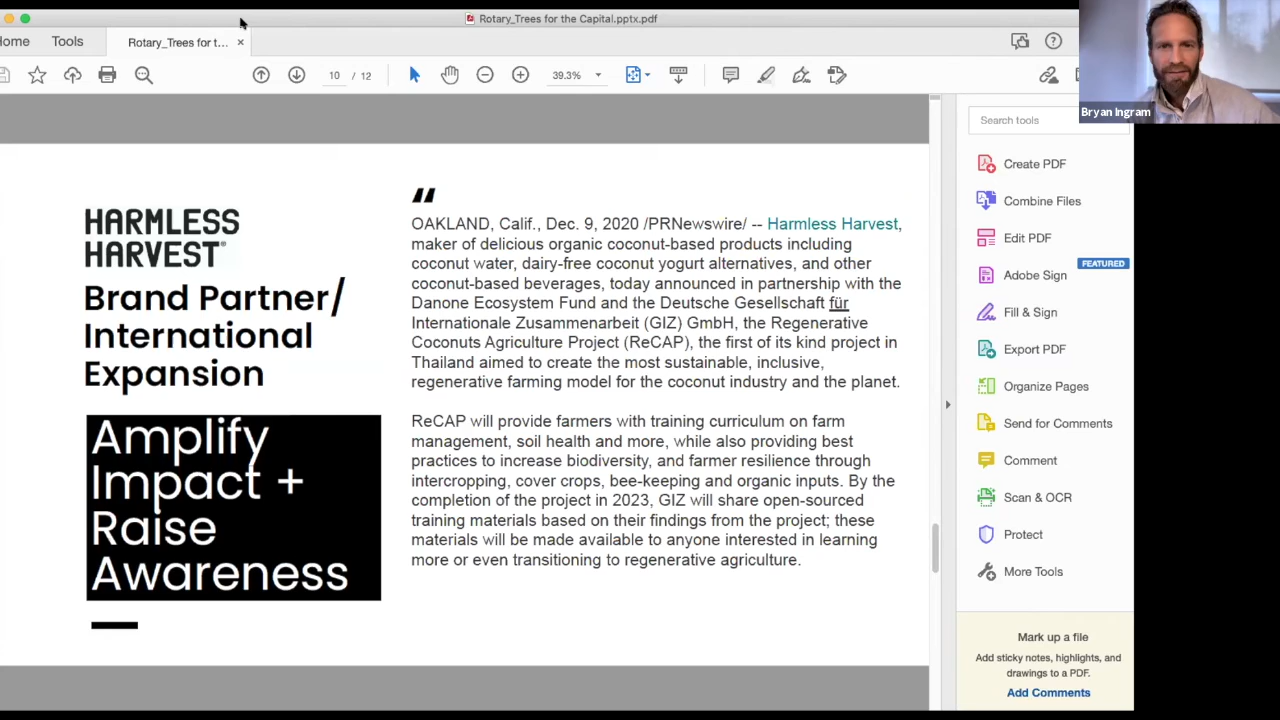 Rotary_Trees for the Capital.pptx.pdf
Home
Tools
Rotary_Trees for t...
10 / 12
39.3%
Bryan Ingram
Search tools
Create PDF
Combine Files
Edit PDF
FEATURED
Adobe Sign
Fill & Sign
Export PDF
Organize Pages
Send for Comments
Comment
Scan & OCR
Protect
More Tools
Mark up a file
Add sticky notes, highlights, and
drawings to a PDF.
Add Comments
HARMLESS
HARVEST®
Brand Partner/
International
Expansion
Amplify
Impact +
Raise
Awareness
"
OAKLAND, Calif., Dec. 9, 2020 /PRNewswire/ -- Harmless Harvest,
maker of delicious organic coconut-based products including
coconut water, dairy-free coconut yogurt alternatives, and other
coconut-based beverages, today announced in partnership with the
Danone Ecosystem Fund and the Deutsche Gesellschaft für
Internationale Zusammenarbeit (GIZ) GmbH, the Regenerative
Coconuts Agriculture Project (ReCAP), the first of its kind project in
Thailand aimed to create the most sustainable, inclusive,
regenerative farming model for the coconut industry and the planet.
ReCAP will provide farmers with training curriculum on farm
management, soil health and more, while also providing best
practices to increase biodiversity, and farmer resilience through
intercropping, cover crops, bee-keeping and organic inputs. By the
completion of the project in 2023, GIZ will share open-sourced
training materials based on their findings from the project; these
materials will be made available to anyone interested in learning
more or even transitioning to regenerative agriculture.